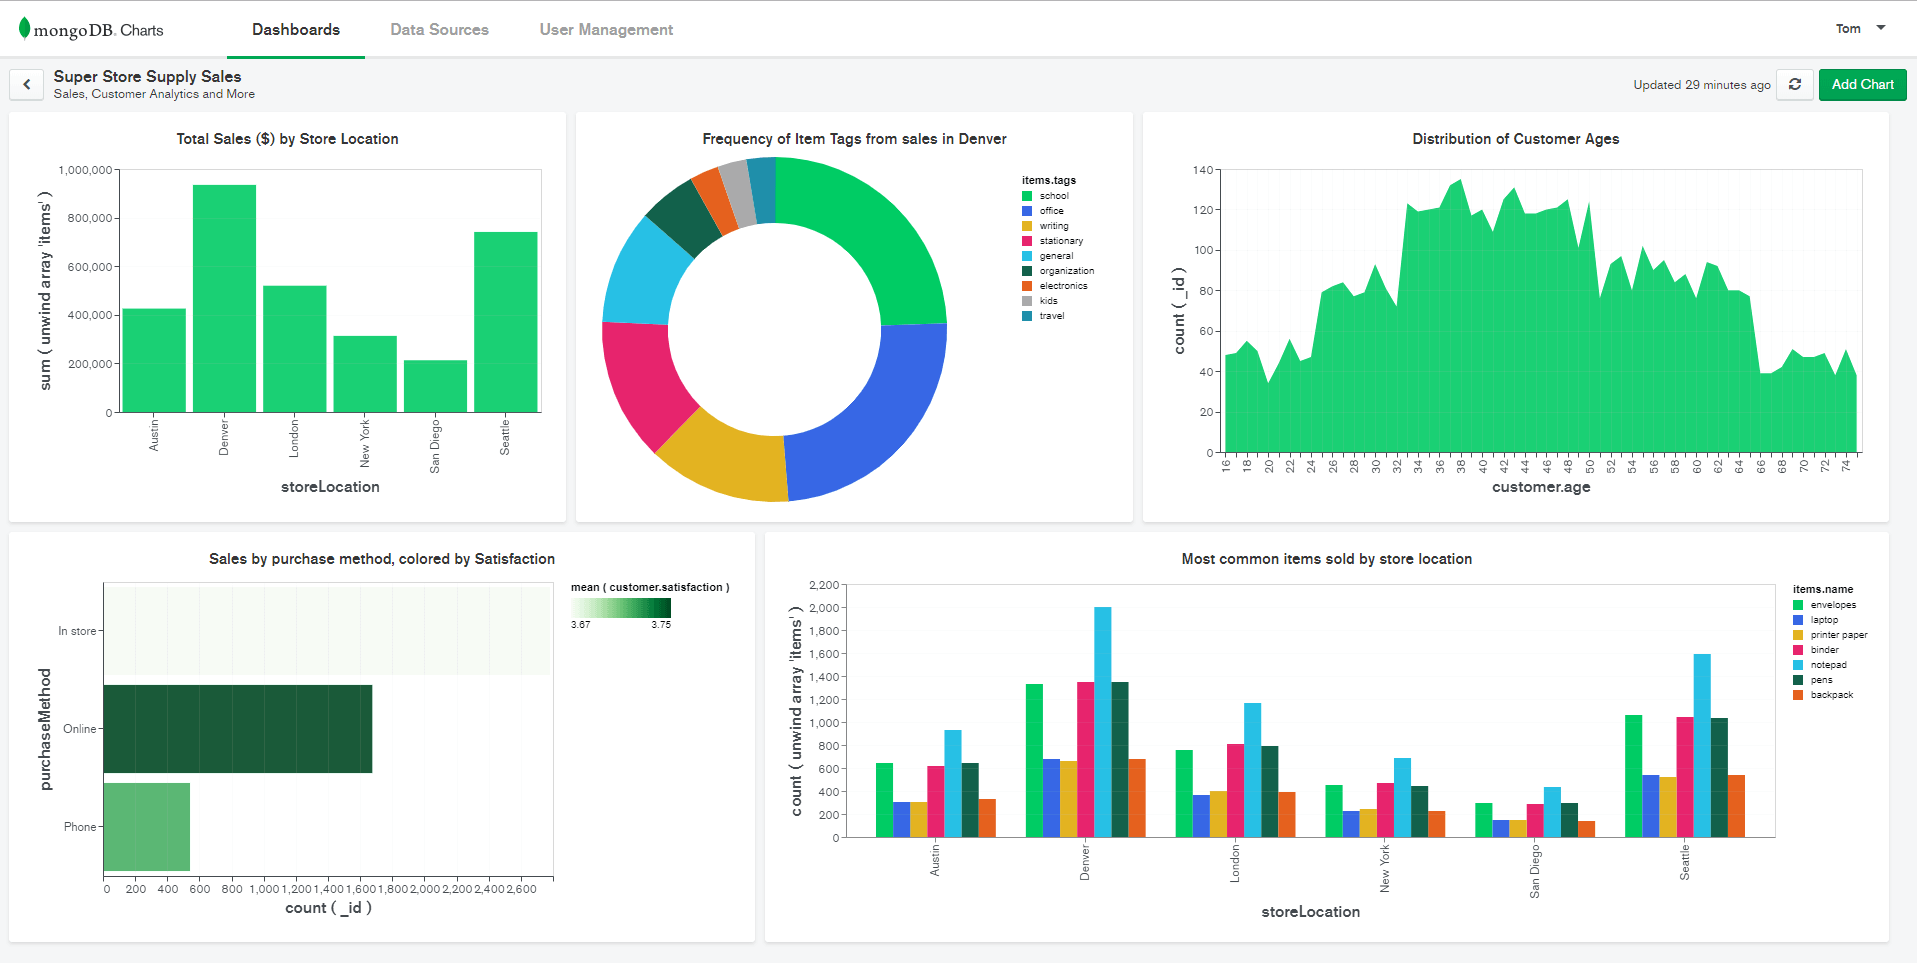 mongoDB. Charts
Dashboards
Data Sources
User Management
Tom
Super Store Supply Sales
Sales, Customer Analytics and More
Updated 29 minutes ago
Add Chart
Total Sales ($) by Store Location
sum ( unwind array 'items' )
1,000,000
800,000
600,000
400,000
200,000
0
Austin
Denver
London
New York
San Diego
Seattle
storeLocation
Frequency of Item Tags from sales in Denver
items.tags
school
office
writing
stationary
general
organization
electronics
kids
travel
Distribution of Customer Ages
count ( _id )
140
120
100
80
60
40
20
0
16 18 20 22 24 26 28 30 32 34 36 38 40 42 44 46 48 50 52 54 56 58 60 62 64 66 68 70 72 74
customer.age
Sales by purchase method, colored by Satisfaction
purchaseMethod
In store
Online
Phone
0 200 400 600 800 1,000 1,200 1,400 1,600 1,800 2,000 2,200 2,400 2,600
count ( _id )
mean ( customer.satisfaction )
3.67 3.75
Most common items sold by store location
count ( unwind array 'items' )
2,200
2,000
1,800
1,600
1,400
1,200
1,000
800
600
400
200
0
Austin
Denver
London
New York
San Diego
Seattle
storeLocation
items.name
envelopes
laptop
printer paper
binder
notepad
pens
backpack